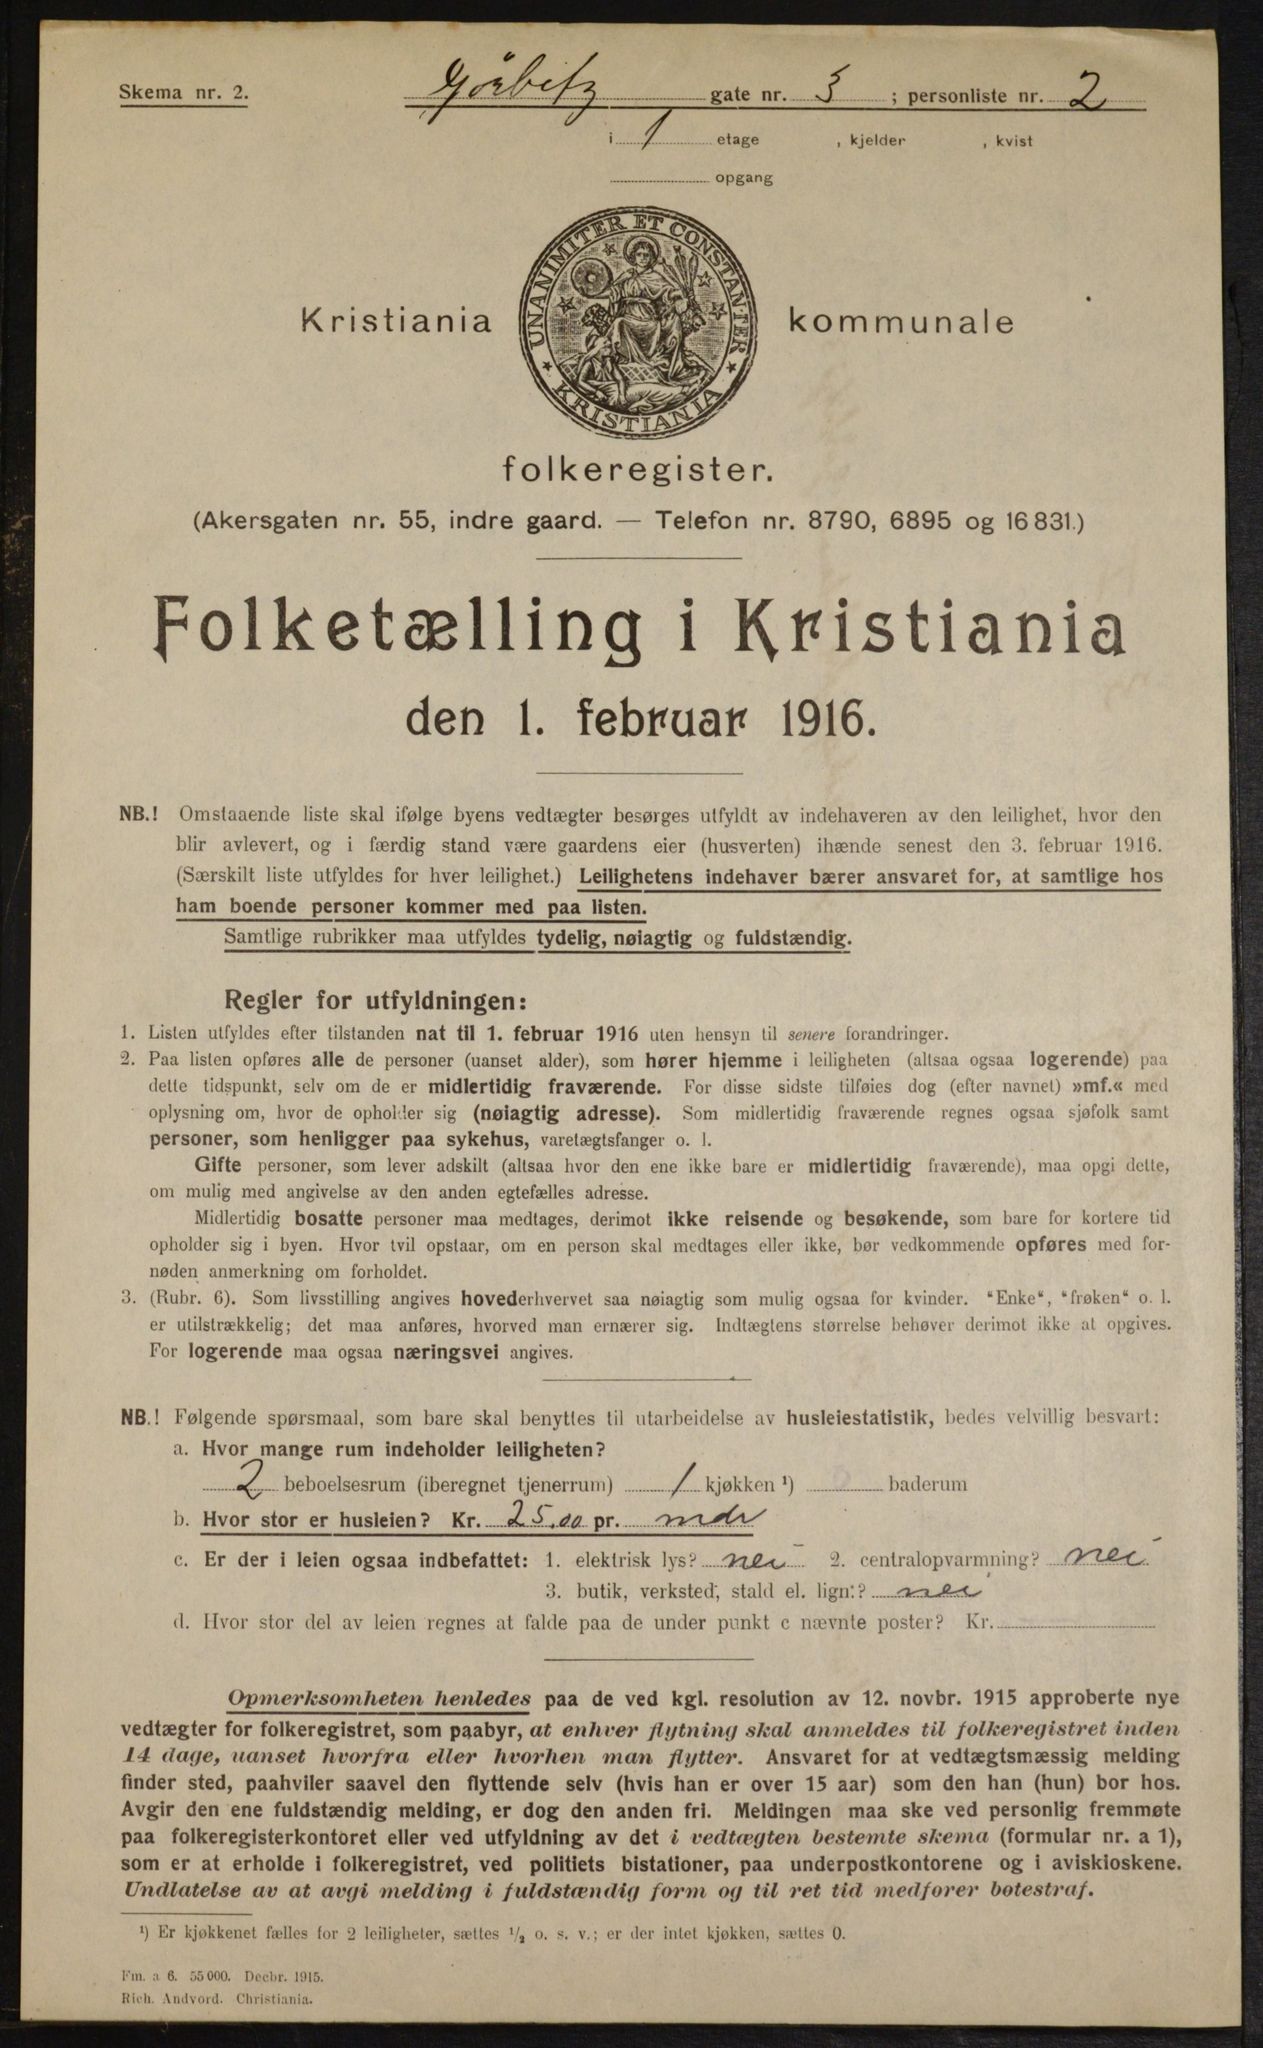 Skema nr. 2.
Görbitz gate nr. 3 ; personliste nr. 2
i 1 etage , kjelder , kvist
opgang
UNANIMITER ET CONSTANTER
KRISTIANIA
Kristiania kommunale
folkeregister.
(Akersgaten nr. 55, indre gaard. — Telefon nr. 8790, 6895 og 16831.)
Folketælling i Kristiania
den 1. februar 1916.
NB.! Omstaaende liste skal ifølge byens vedtægter besørges utfyldt av indehaveren av den leilighet, hvor den
blir avlevert, og i færdig stand være gaardens eier (husverten) ihænde senest den 3. februar 1916.
(Særskilt liste utfyldes for hver leilighet.) Leilighetens indehaver bærer ansvaret for, at samtlige hos
ham boende personer kommer med paa listen.
Samtlige rubrikker maa utfyldes tydelig, nøiagtig og fuldstændig.
Regler for utfyldningen:
1. Listen utfyldes efter tilstanden nat til 1. februar 1916 uten hensyn til senere forandringer.
2. Paa listen opføres alle de personer (uanset alder), som hører hjemme i leiligheten (altsaa ogsaa logerende) paa
dette tidspunkt, selv om de er midlertidig fraværende. For disse sidste tilføies dog (efter navnet) »mf.« med
oplysning om, hvor de opholder sig (nøiagtig adresse). Som midlertidig fraværende regnes ogsaa sjøfolk samt
personer, som henligger paa sykehus, varetægtsfanger o. l.
Gifte personer, som lever adskilt (altsaa hvor den ene ikke bare er midlertidig fraværende), maa opgi dette,
om mulig med angivelse av den anden egtefælles adresse.
Midlertidig bosatte personer maa medtages, derimot ikke reisende og besøkende, som bare for kortere tid
opholder sig i byen. Hvor tvil opstaar, om en person skal medtages eller ikke, bør vedkommende opføres med for-
nøden anmerkning om forholdet.
3. (Rubr. 6). Som livsstilling angives hovederhvervet saa nøiagtig som mulig ogsaa for kvinder. "Enke", "frøken" o. l.
er utilstrækkelig; det maa anføres, hvorved man ernærer sig. Indtægtens størrelse behøver derimot ikke at opgives.
For logerende maa ogsaa næringsvei angives.
NB.! Følgende spørsmaal, som bare skal benyttes til utarbeidelse av husleiestatistik, bedes velvillig besvart:
a. Hvor mange rum indeholder leiligheten?
2 beboelsesrum (iberegnet tjenerrum) 1 kjøkken ¹) baderum
b. Hvor stor er husleien? Kr. 25,00 pr. mdr
c. Er der i leien ogsaa indbefattet: 1. elektrisk lys? nei 2. centralopvarmning? nei
3. butik, verksted, stald el. lign.? nei
d. Hvor stor del av leien regnes at falde paa de under punkt c nævnte poster? Kr.
Opmerksomheten henledes paa de ved kgl. resolution av 12. novbr. 1915 approberte nye
vedtægter for folkeregistret, som paabyr, at enhver flytning skal anmeldes til folkeregistret inden
14 dage, uanset hvorfra eller hvorhen man flytter. Ansvaret for at vedtægtsmæssig melding
finder sted, paahviler saavel den flyttende selv (hvis han er over 15 aar) som den han (hun) bor hos.
Avgir den ene fuldstændig melding, er dog den anden fri. Meldingen maa ske ved personlig fremmøte
paa folkeregisterkontoret eller ved utfyldning av det i vedtægten bestemte skema (formular nr. a 1),
som er at erholde i folkeregistret, ved politiets bistationer, paa underpostkontorene og i aviskioskene.
Undlatelse av at avgi melding i fuldstændig form og til ret tid medfører bøtestraf.
¹) Er kjøkkenet fælles for 2 leiligheter, sættes ½ o. s. v.; er der intet kjøkken, sættes 0.
Fm. a 6. 55000. Decbr. 1915.
Rich. Andvord. Christiania.